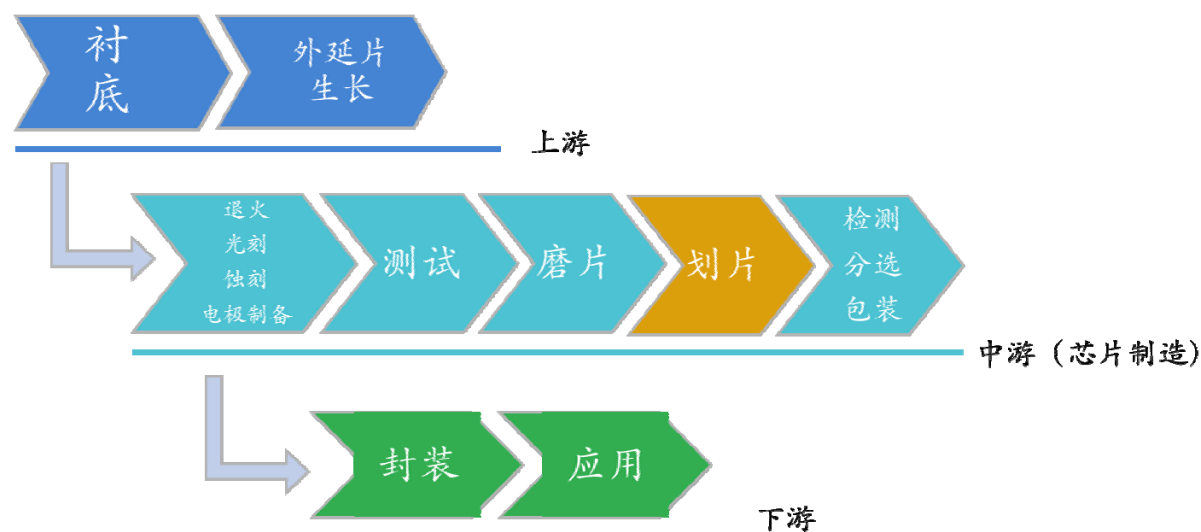 衬
底
外延片
生长
上游
退火
光刻
蚀刻
电极制备
测试
磨片
划片
检测
分选
包装
中游（芯片制造）
封装
应用
下游